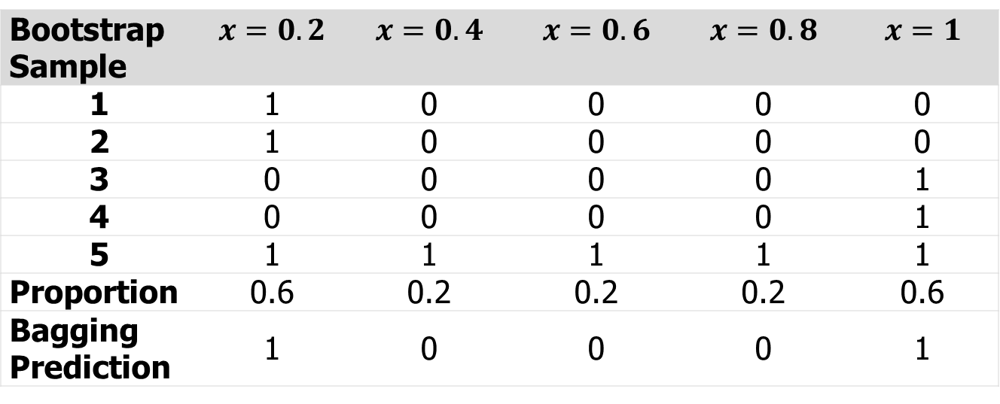 Bootstrap Sample x = 0.2 x = 0.4 x = 0.6 x = 0.8 x = 1
1 1 0 0 0 0
2 1 0 0 0 0
3 0 0 0 0 1
4 0 0 0 0 1
5 1 1 1 1 1
Proportion 0.6 0.2 0.2 0.2 0.6
Bagging Prediction 1 0 0 0 1